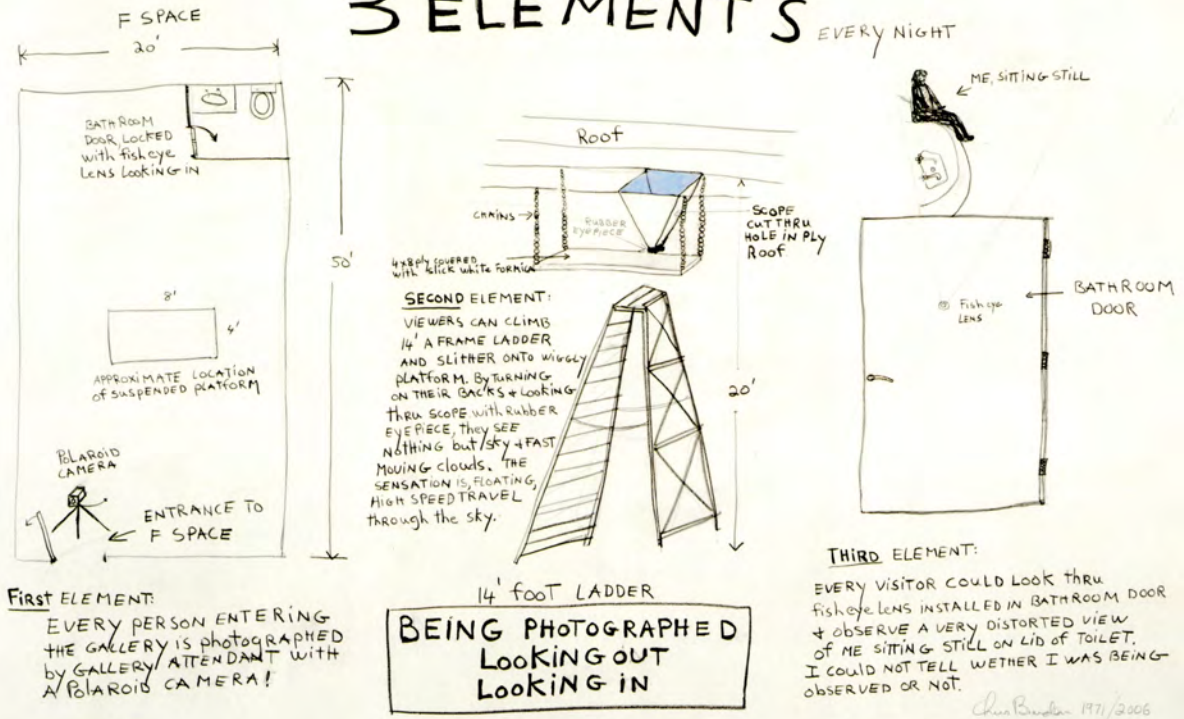 3 ELEMENTS
EVERY NIGHT
F SPACE
20'
BATHROOM
DOOR, LOCKED
with fisheye
LENS LOOKING IN
50'
8'
4'
APPROXIMATE LOCATION
of SUSPENDED PLATFORM
POLAROID
CAMERA
ENTRANCE TO
F SPACE
FIRST ELEMENT:
EVERY PERSON ENTERING
THE GALLERY is photographed
by GALLERY ATTENDANT with
A POLAROID CAMERA!
Roof
CHAINS
RUBBER
EYEPIECE
SCOPE
CUT THRU
HOLE IN PLY
Roof
4x8 ply COVERED
with slick white FORMICA
SECOND ELEMENT:
VIEWERS CAN CLIMB
14' A FRAME LADDER
AND SLITHER ONTO WIGGLY
PLATFORM. By TURNING
ON THEIR BACKS + LOOKING
thru SCOPE with RUBBER
EYEPIECE, they SEE
NOTHING but SKY + FAST
MOVING clouds. THE
SENSATION is, FLOATING,
HIGH SPEED TRAVEL
through the sky.
20'
14' foot LADDER
BEING PHOTOGRAPHED
LOOKING OUT
LOOKING IN
ME, SITTING STILL
Fisheye
LENS
BATHROOM
DOOR
THIRD ELEMENT:
EVERY VISITOR COULD LOOK THRU
fisheye LENS INSTALLED IN BATHROOM DOOR
+ OBSERVE A VERY DISTORTED VIEW
of ME SITTING STILL ON LID of TOILET.
I COULD NOT TELL WETHER I WAS BEING
OBSERVED OR NOT.
Chris Burden 1971/2006